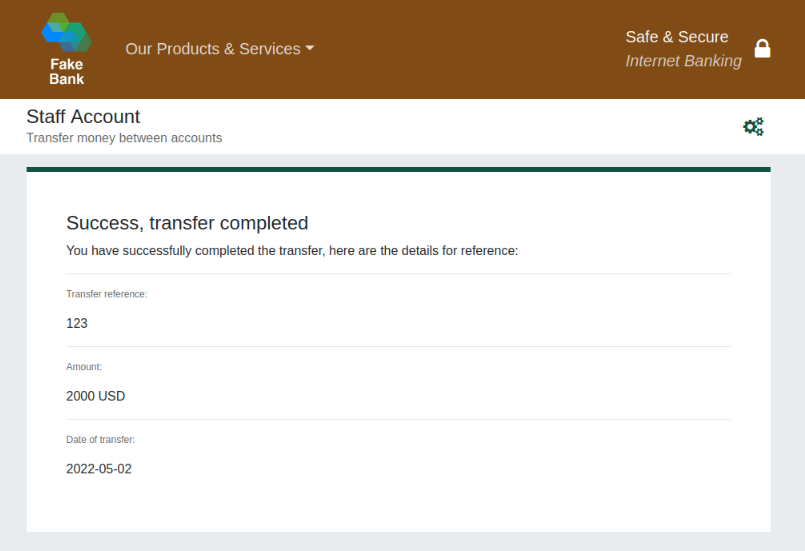 Fake
Bank
Our Products & Services
Safe & Secure
Internet Banking
Staff Account
Transfer money between accounts
Success, transfer completed
You have successfully completed the transfer, here are the details for reference:
Transfer reference:
123
Amount:
2000 USD
Date of transfer:
2022-05-02